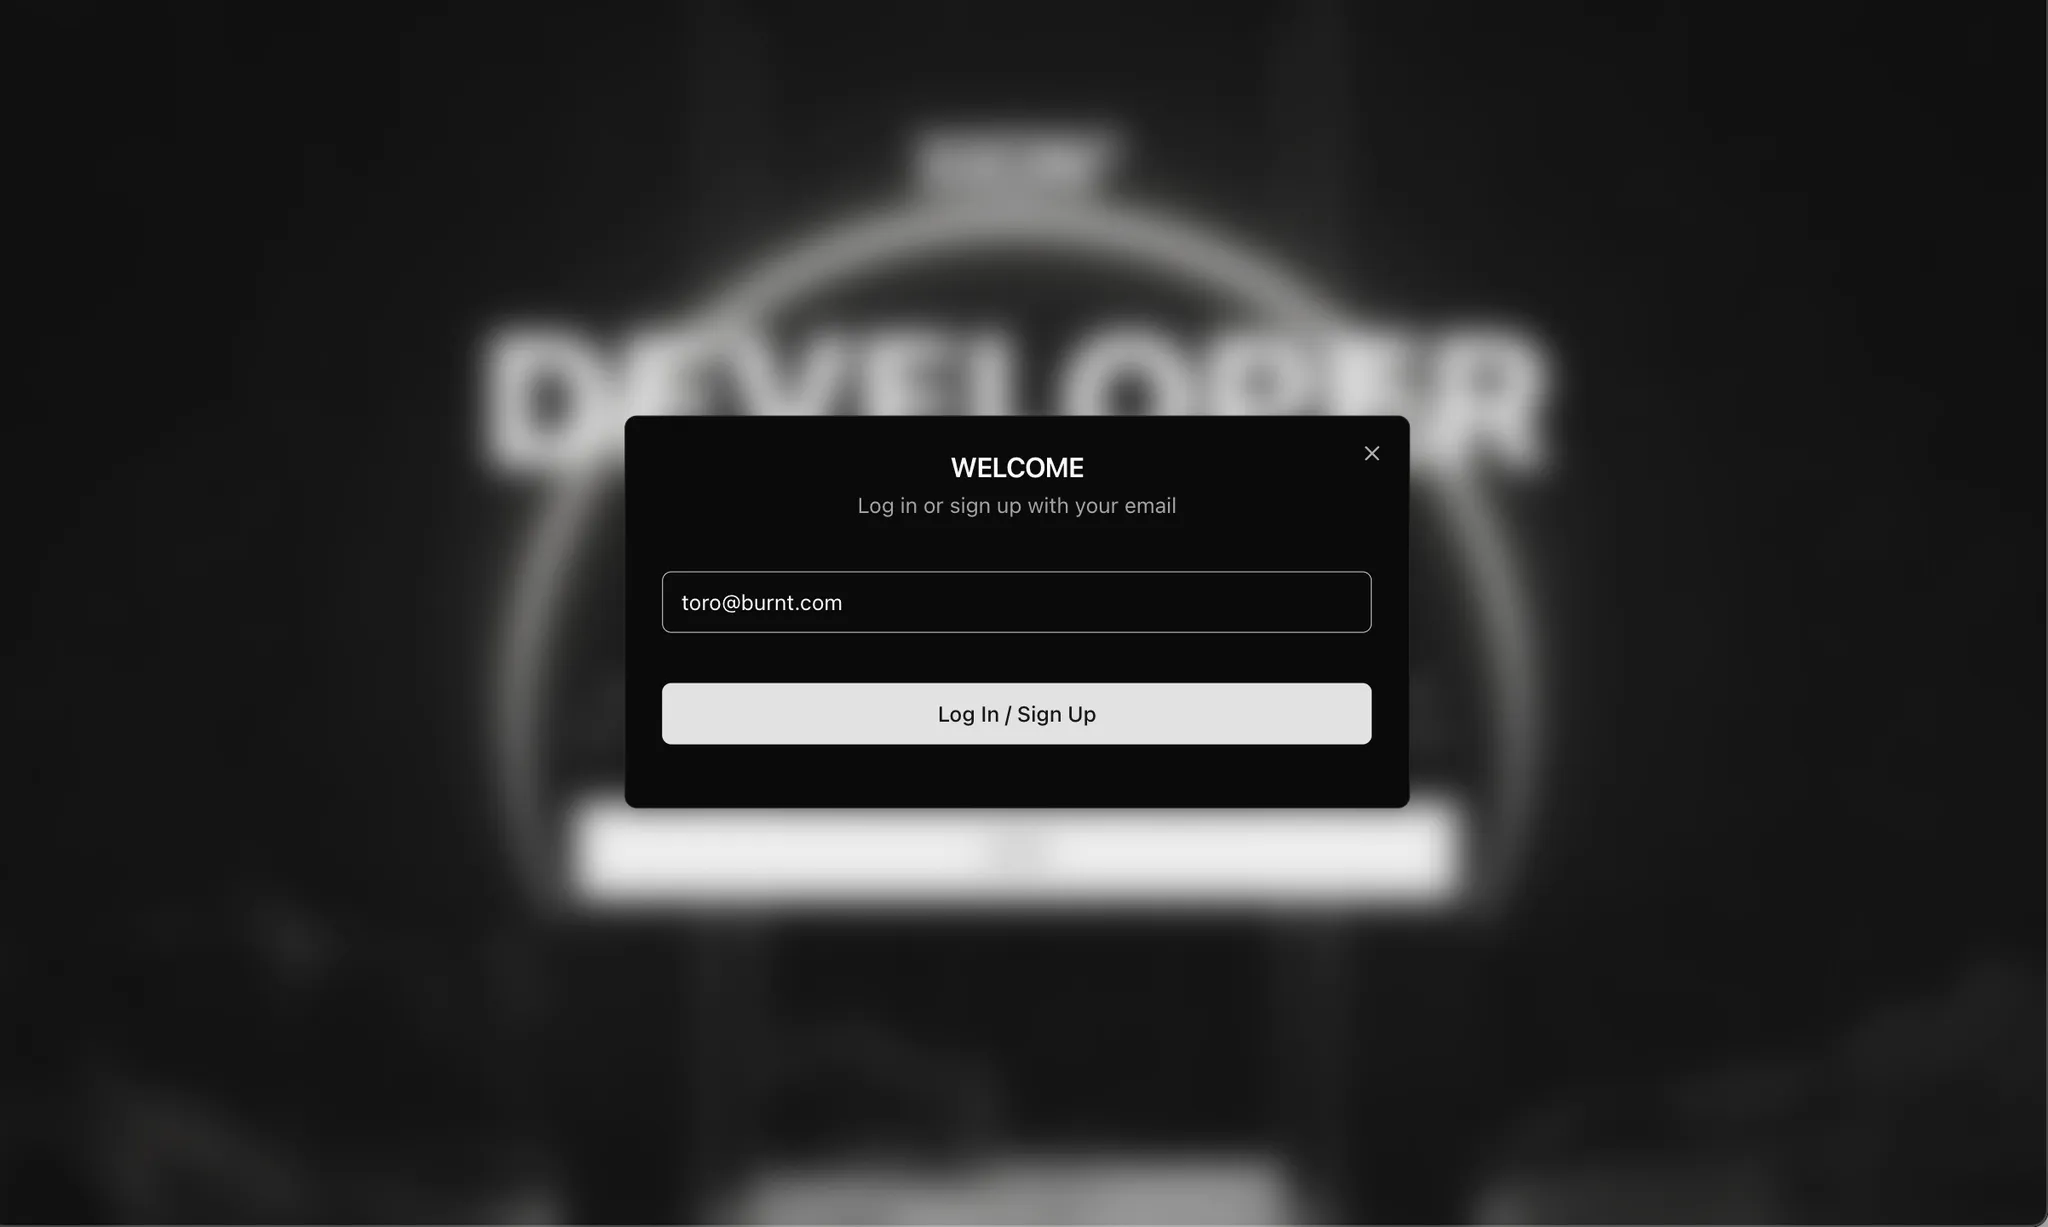 DEVELOPER
WELCOME
Log in or sign up with your email
toro@burnt.com
Log In / Sign Up